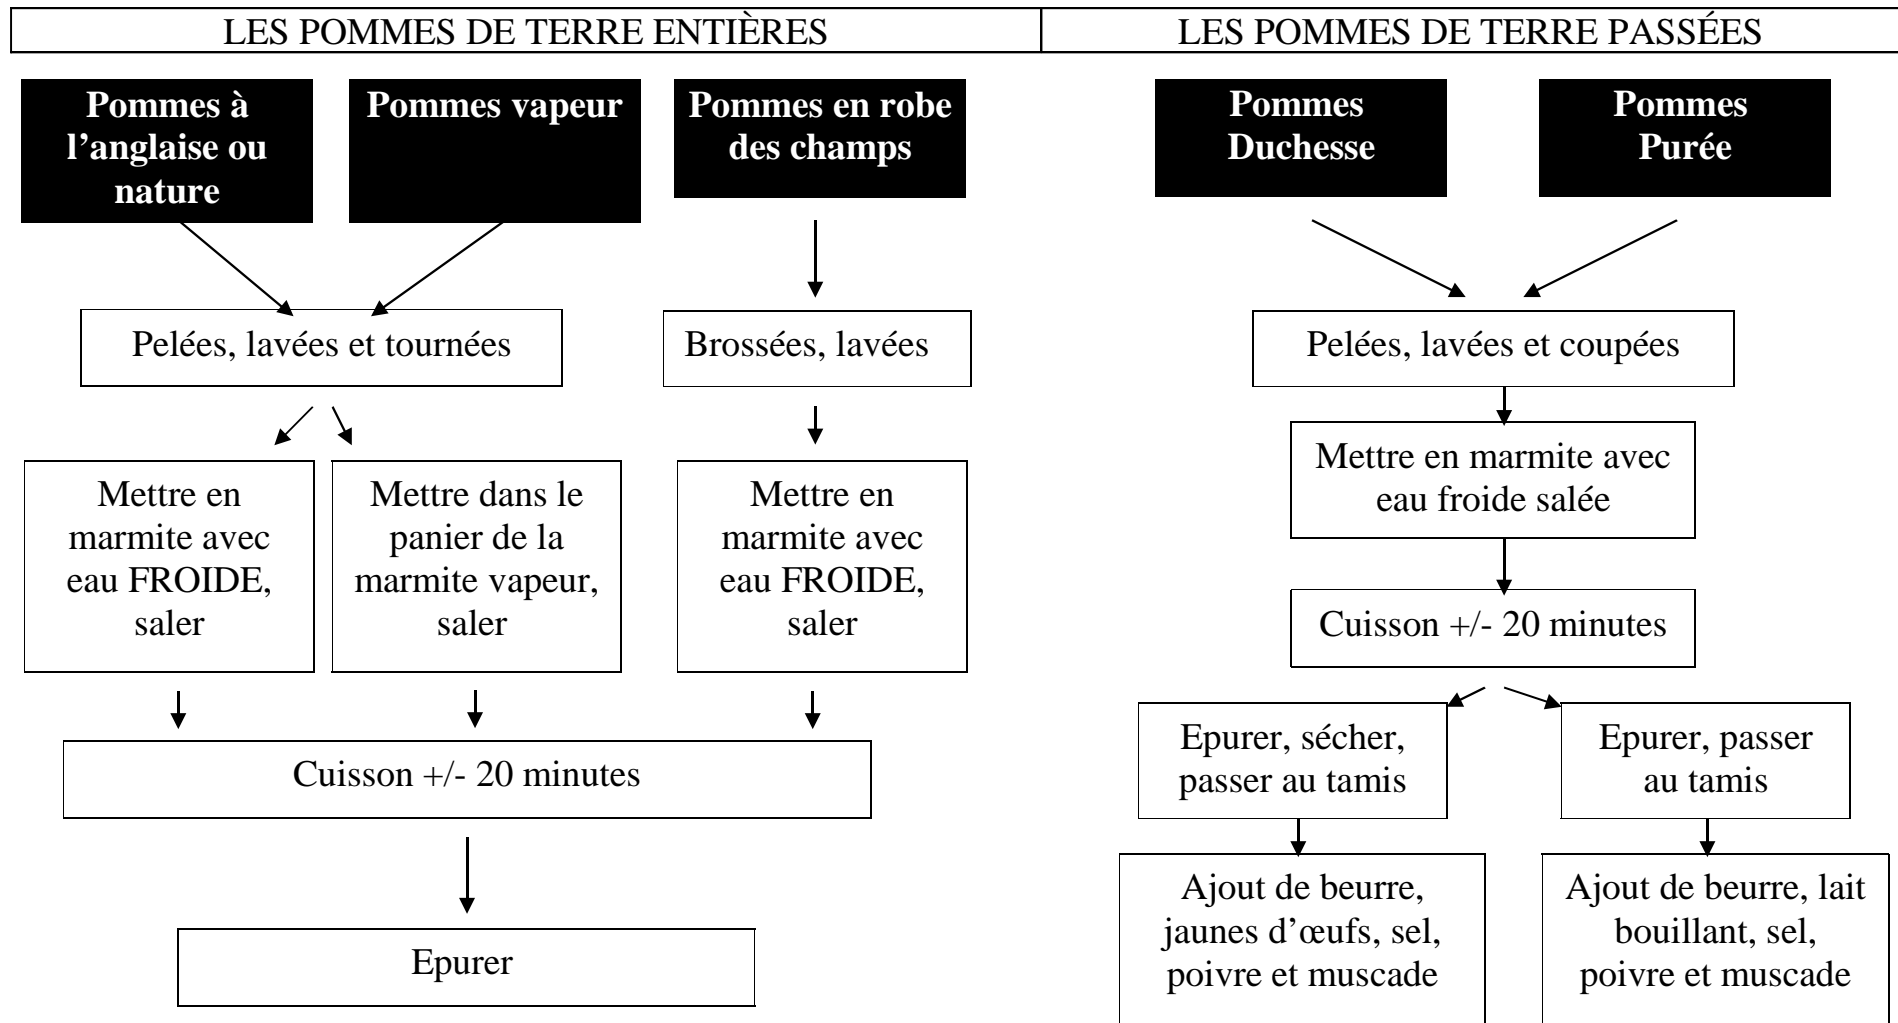 LES POMMES DE TERRE ENTIÈRES
LES POMMES DE TERRE PASSÉES
Pommes à
l’anglaise ou
nature
Pommes vapeur
Pommes en robe
des champs
Pommes
Duchesse
Pommes
Purée
Pelées, lavées et tournées
Brossées, lavées
Pelées, lavées et coupées
Mettre en
marmite avec
eau FROIDE,
saler
Mettre dans le
panier de la
marmite vapeur,
saler
Mettre en
marmite avec
eau FROIDE,
saler
Mettre en marmite avec
eau froide salée
Cuisson +/- 20 minutes
Cuisson +/- 20 minutes
Epurer
Epurer, sécher,
passer au tamis
Epurer, passer
au tamis
Ajout de beurre,
jaunes d’œufs, sel,
poivre et muscade
Ajout de beurre, lait
bouillant, sel,
poivre et muscade